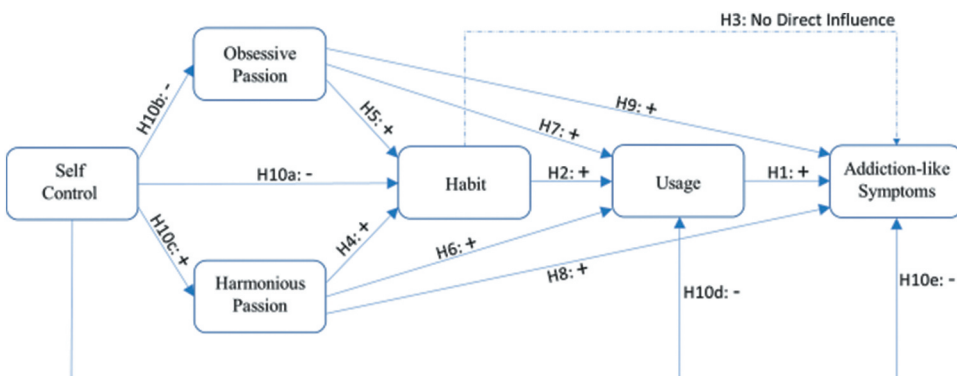 H3: No Direct Influence
Obsessive
Passion
H10b: -
H9: +
H5: +
H7: +
Self
Control
H10a: -
Habit
H2: +
Usage
H1: +
Addiction-like
Symptoms
H10c: +
H4: +
H6: +
H8: +
Harmonious
Passion
H10d: -
H10e: -